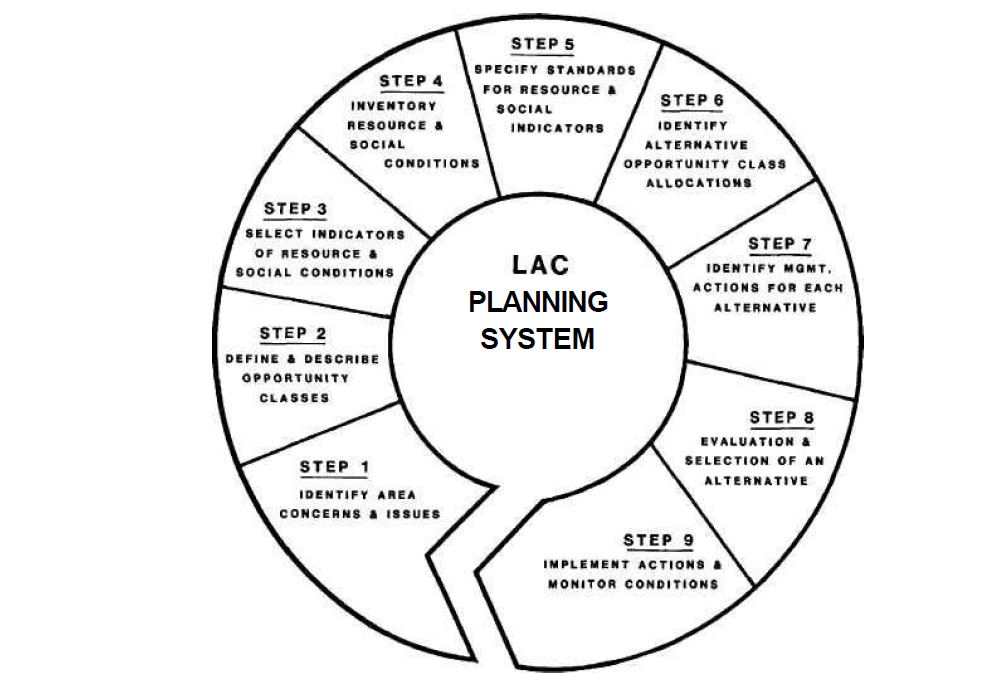 LAC
PLANNING
SYSTEM
STEP 1
IDENTIFY AREA
CONCERNS & ISSUES
STEP 2
DEFINE & DESCRIBE
OPPORTUNITY
CLASSES
STEP 3
SELECT INDICATORS
OF RESOURCE &
SOCIAL CONDITIONS
STEP 4
INVENTORY
RESOURCE &
SOCIAL
CONDITIONS
STEP 5
SPECIFY STANDARDS
FOR RESOURCE &
SOCIAL
INDICATORS
STEP 6
IDENTIFY
ALTERNATIVE
OPPORTUNITY CLASS
ALLOCATIONS
STEP 7
IDENTIFY MGMT.
ACTIONS FOR EACH
ALTERNATIVE
STEP 8
EVALUATION &
SELECTION OF AN
ALTERNATIVE
STEP 9
IMPLEMENT ACTIONS &
MONITOR CONDITIONS